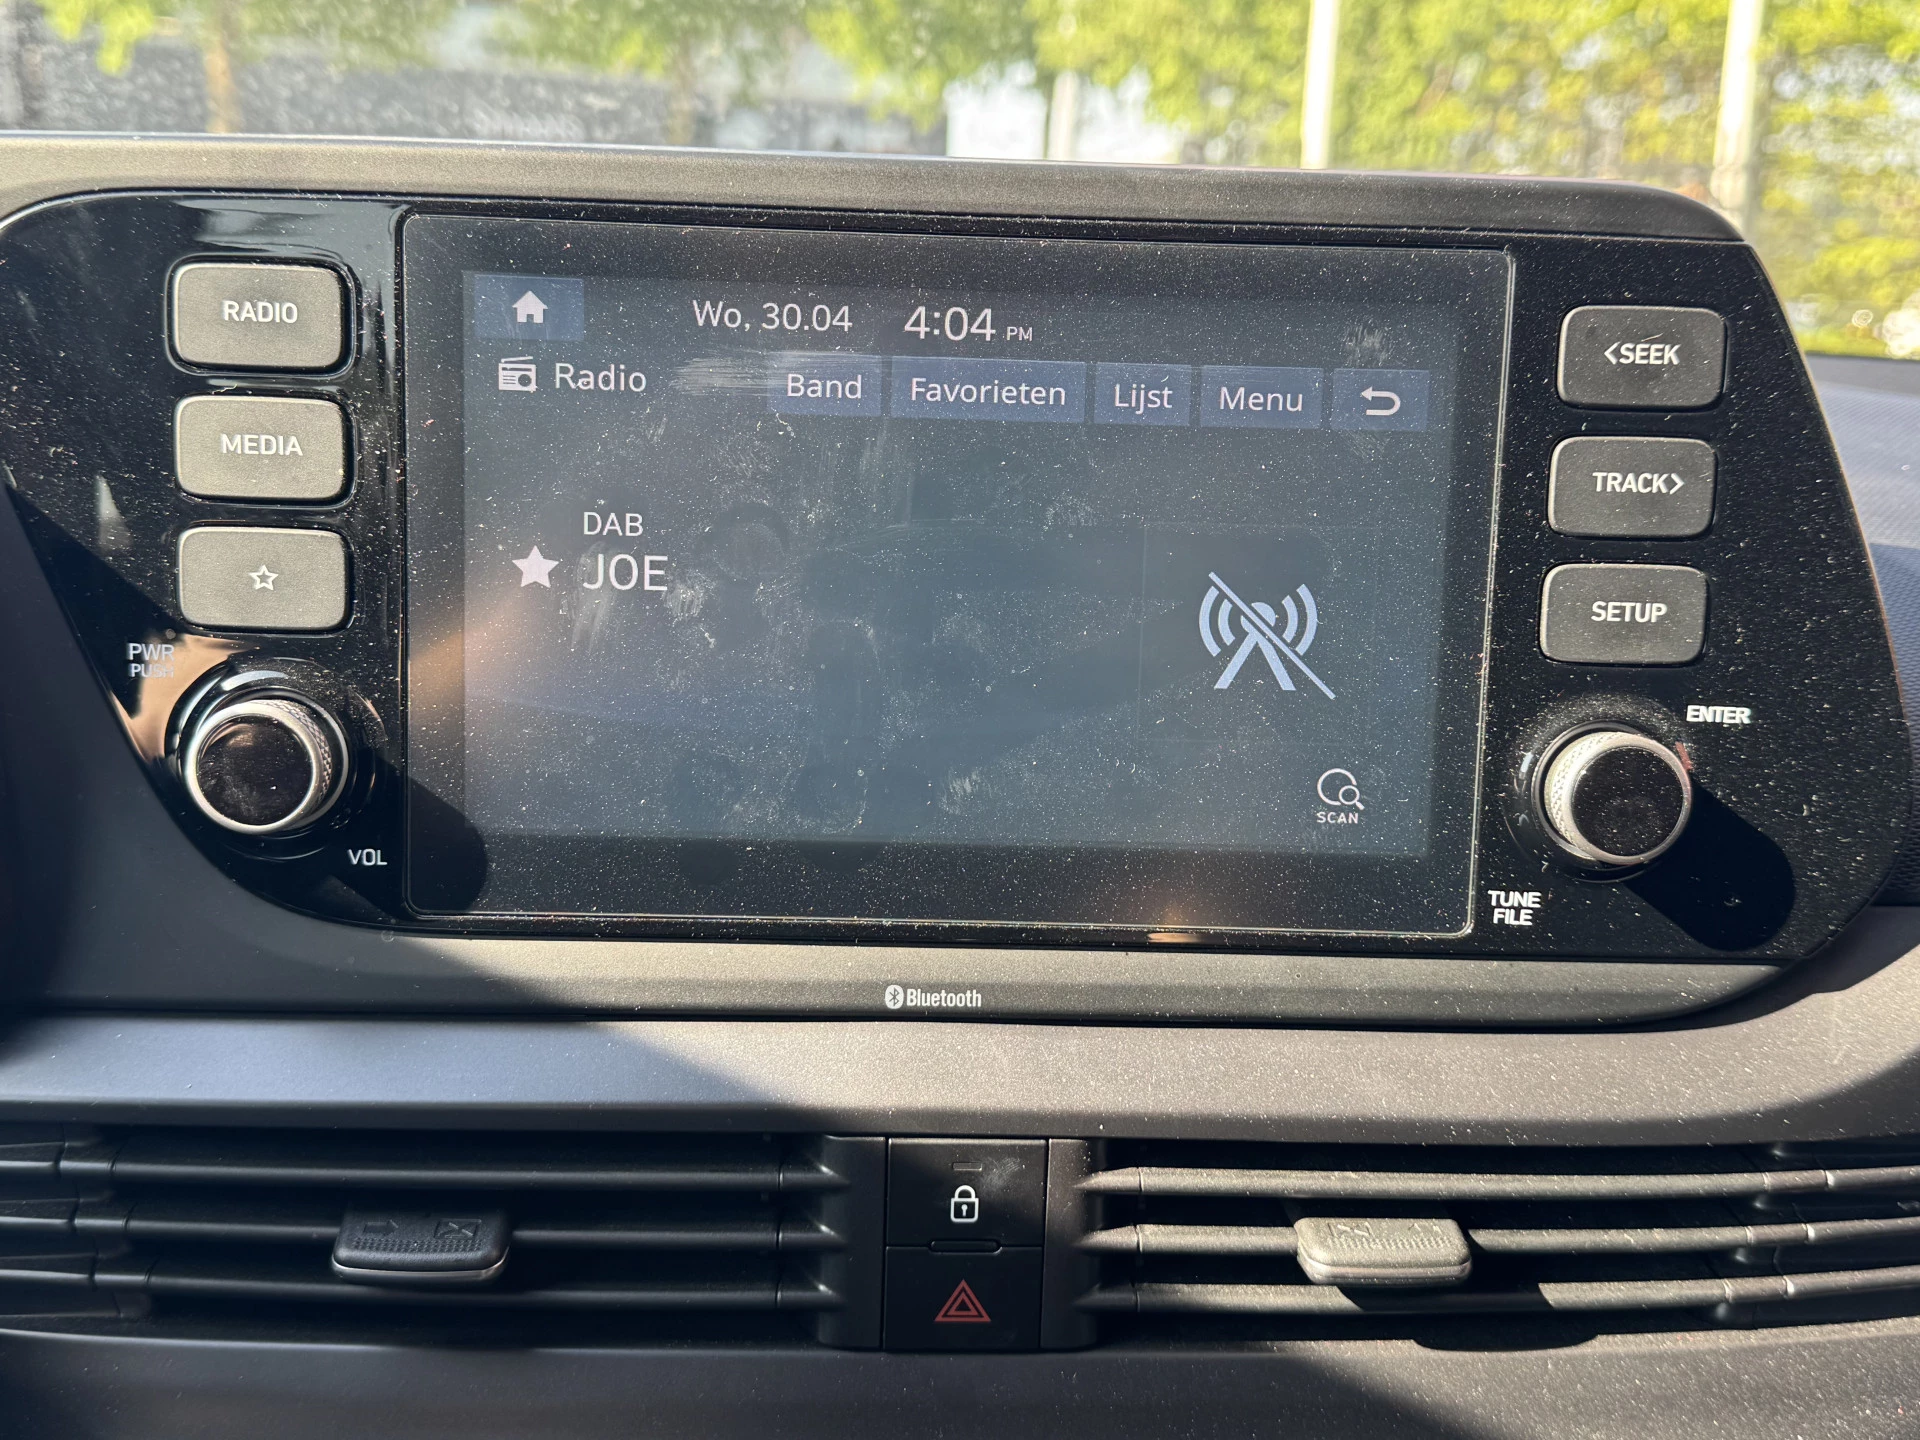 RADIO
MEDIA
PWR
PUSH
VOL
Wo, 30.04 4:04 PM
Radio Band Favorieten Lijst Menu
DAB
JOE
SCAN
<SEEK
TRACK>
SETUP
ENTER
TUNE
FILE
Bluetooth